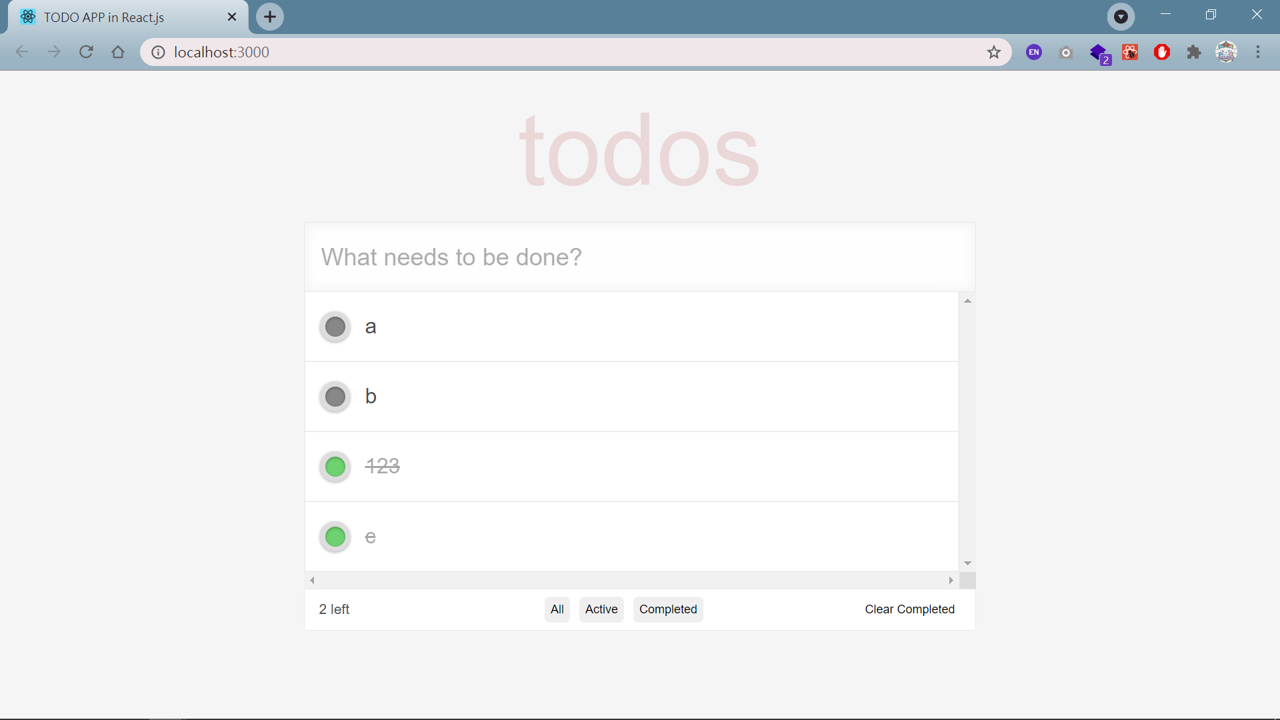 TODO APP in React.js
localhost:3000
EN
2
todos
What needs to be done?
a
b
123
e
2 left
All Active Completed
Clear Completed